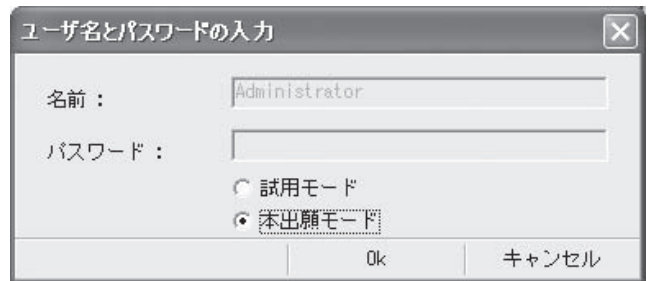 ユーザ名とパスワードの入力
名前： Administrator
パスワード：
試用モード
本出願モード
Ok キャンセル